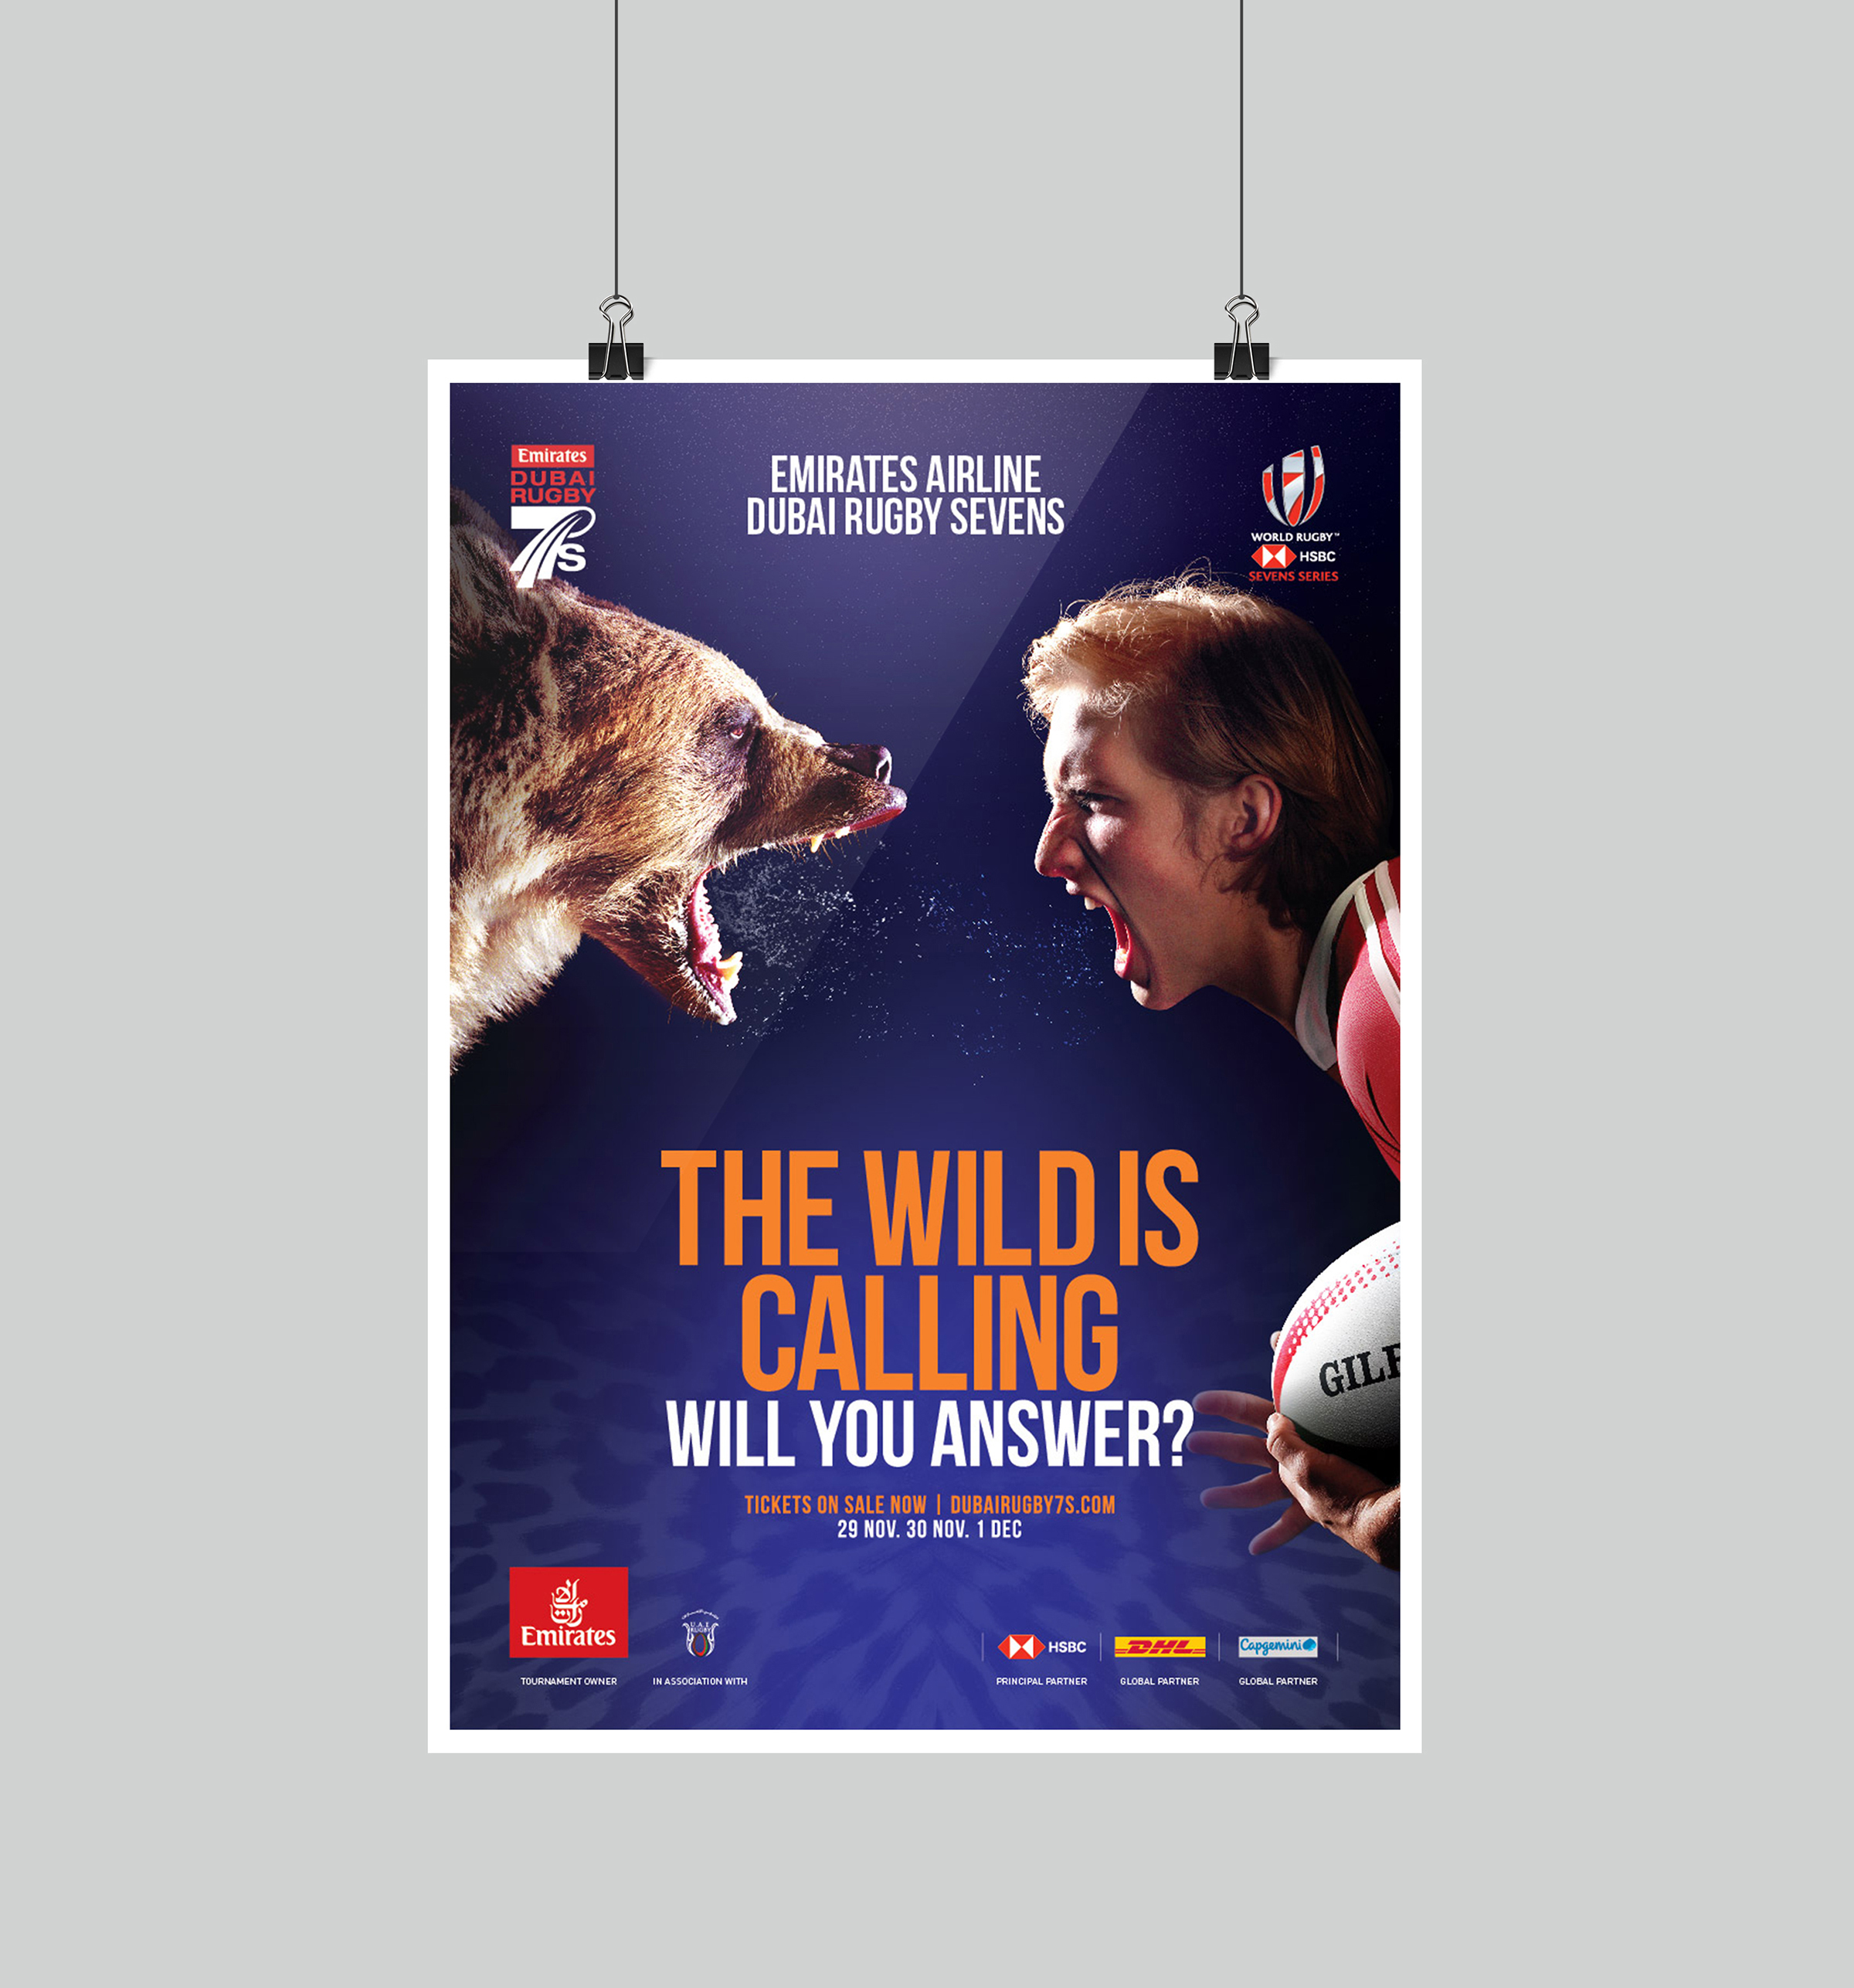 Emirates
DUBAI
RUGBY
7s
EMIRATES AIRLINE
DUBAI RUGBY SEVENS
WORLD RUGBY™
HSBC
SEVENS SERIES
THE WILD IS
CALLING
WILL YOU ANSWER?
GILB
TICKETS ON SALE NOW | DUBAIRUGBY7S.COM
29 NOV. 30 NOV. 1 DEC
Emirates
TOURNAMENT OWNER
U.A.E
RUGBY
IN ASSOCIATION WITH
HSBC
PRINCIPAL PARTNER
DHL
GLOBAL PARTNER
Capgemini
GLOBAL PARTNER